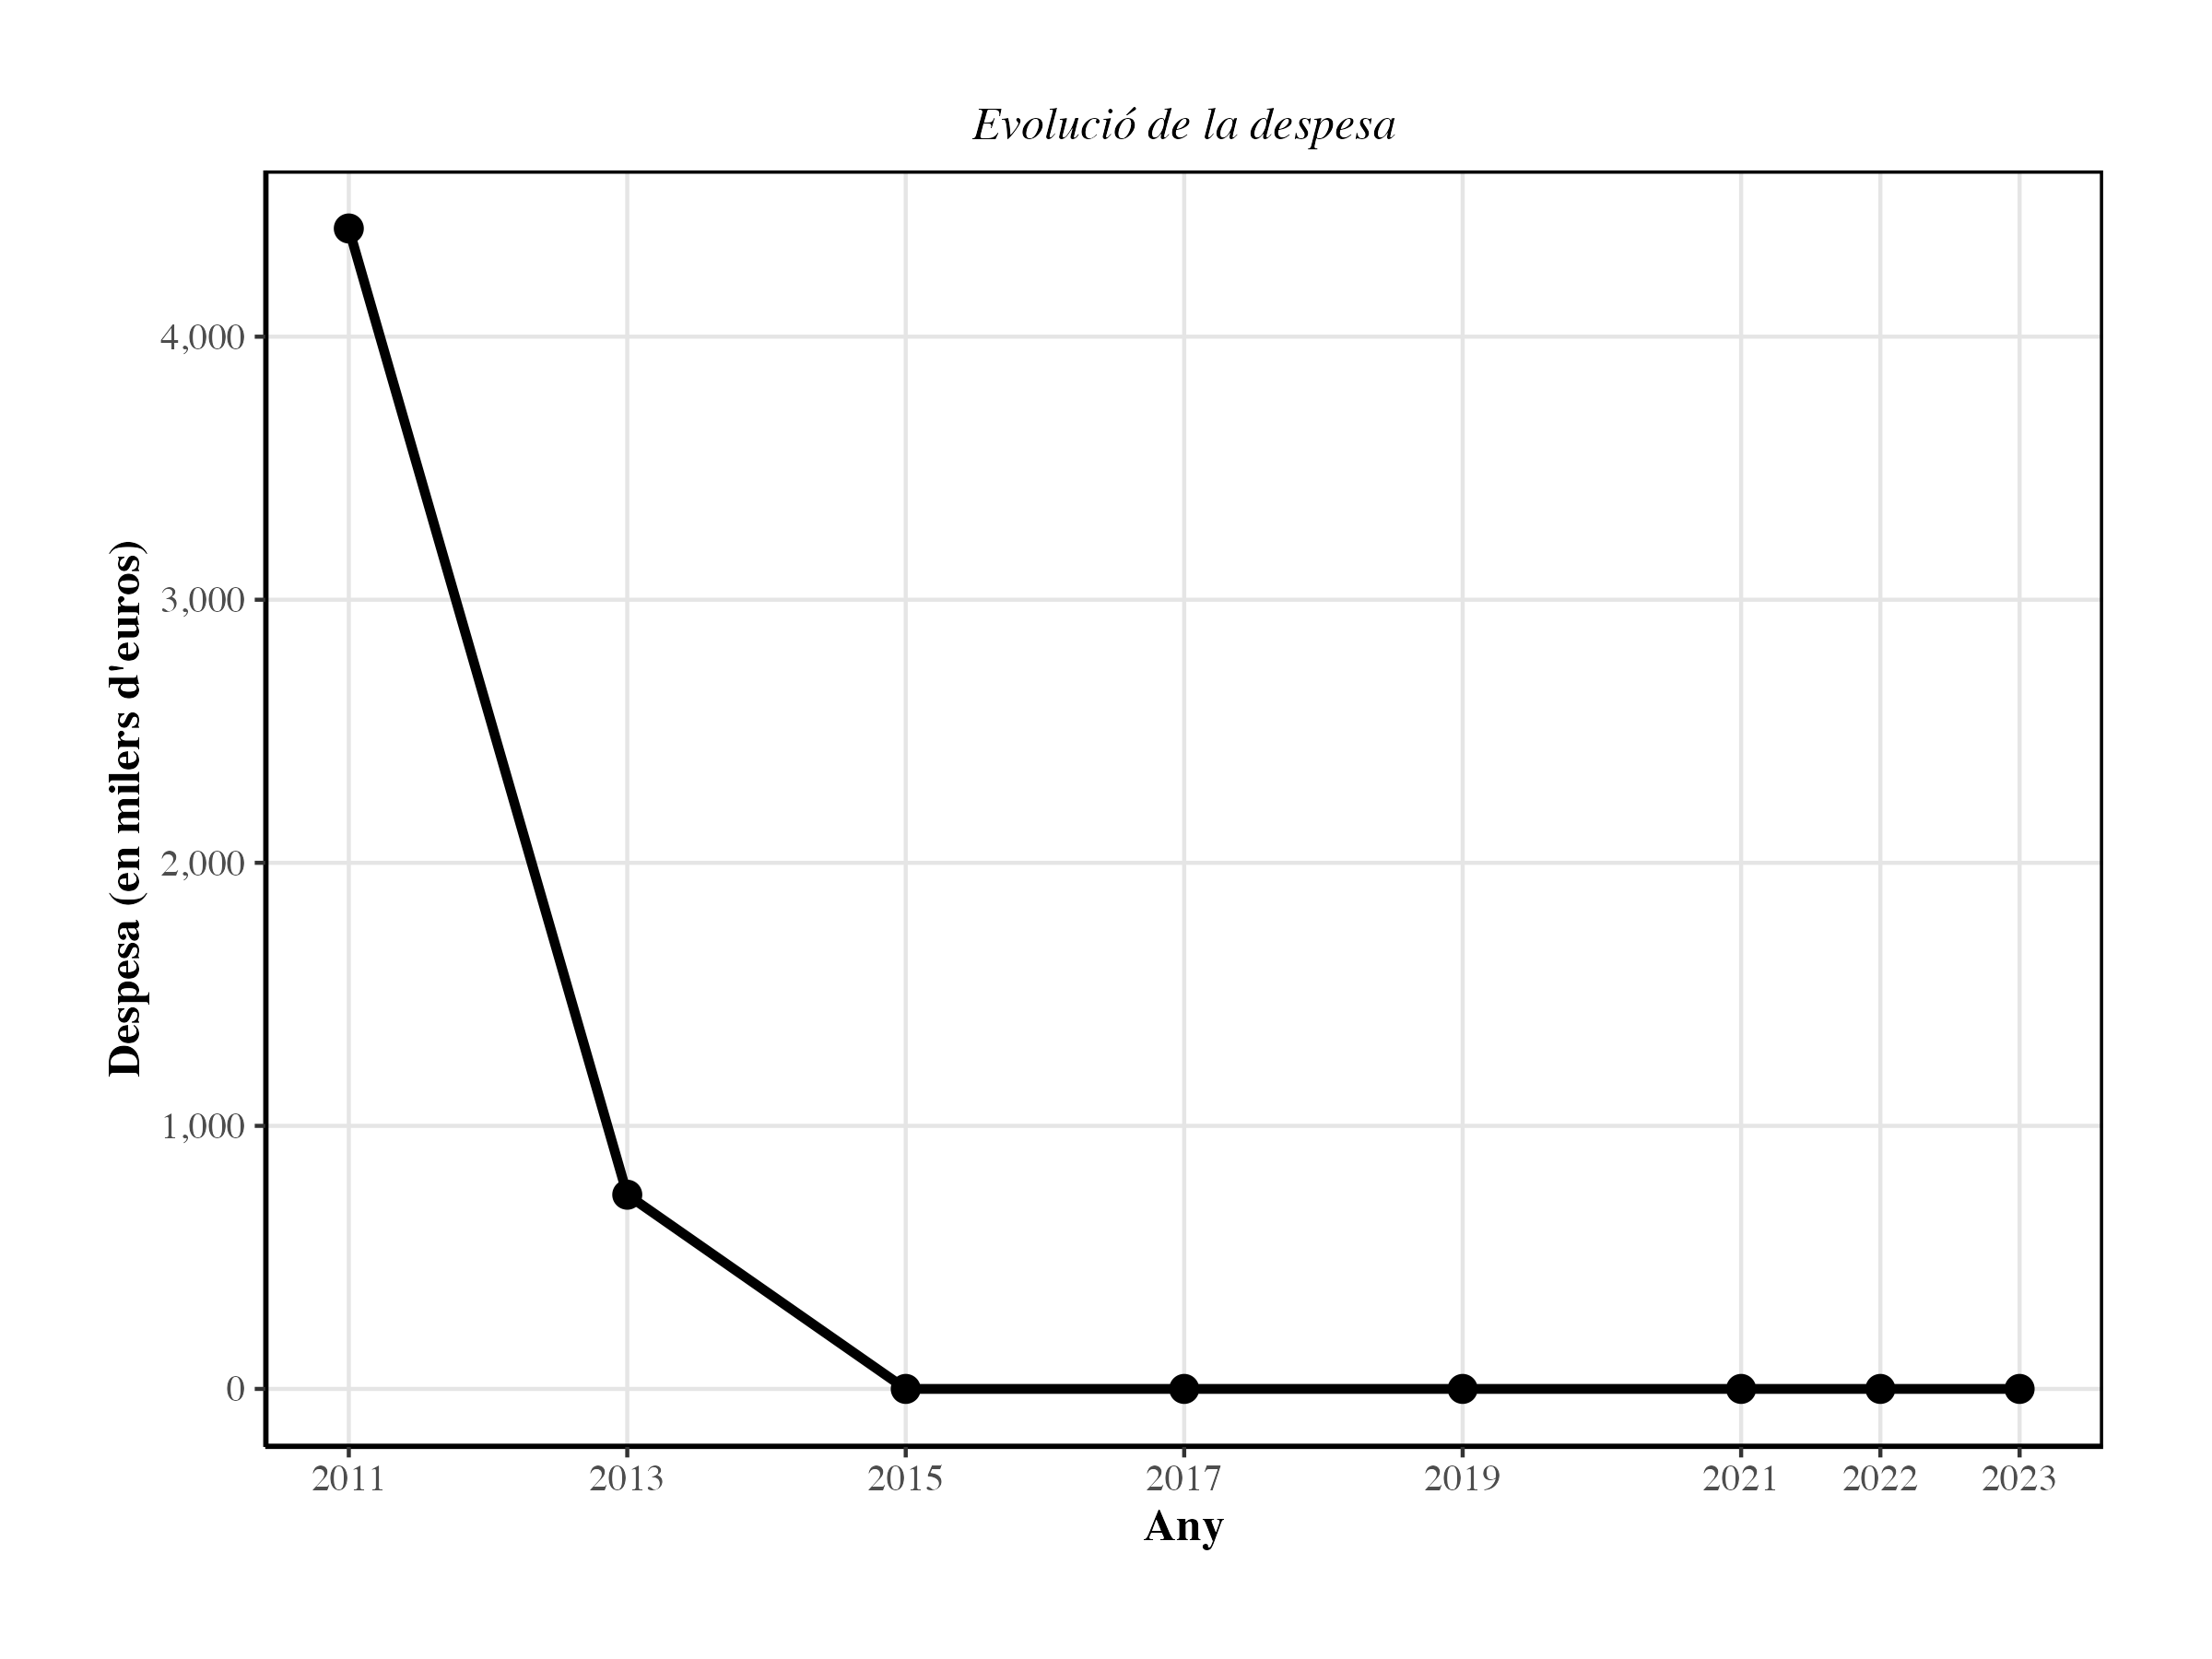 Evolució de la despesa
Despesa (en milers d'euros)
4,000
3,000
2,000
1,000
0
2011 2013 2015 2017 2019 2021 2022 2023
Any